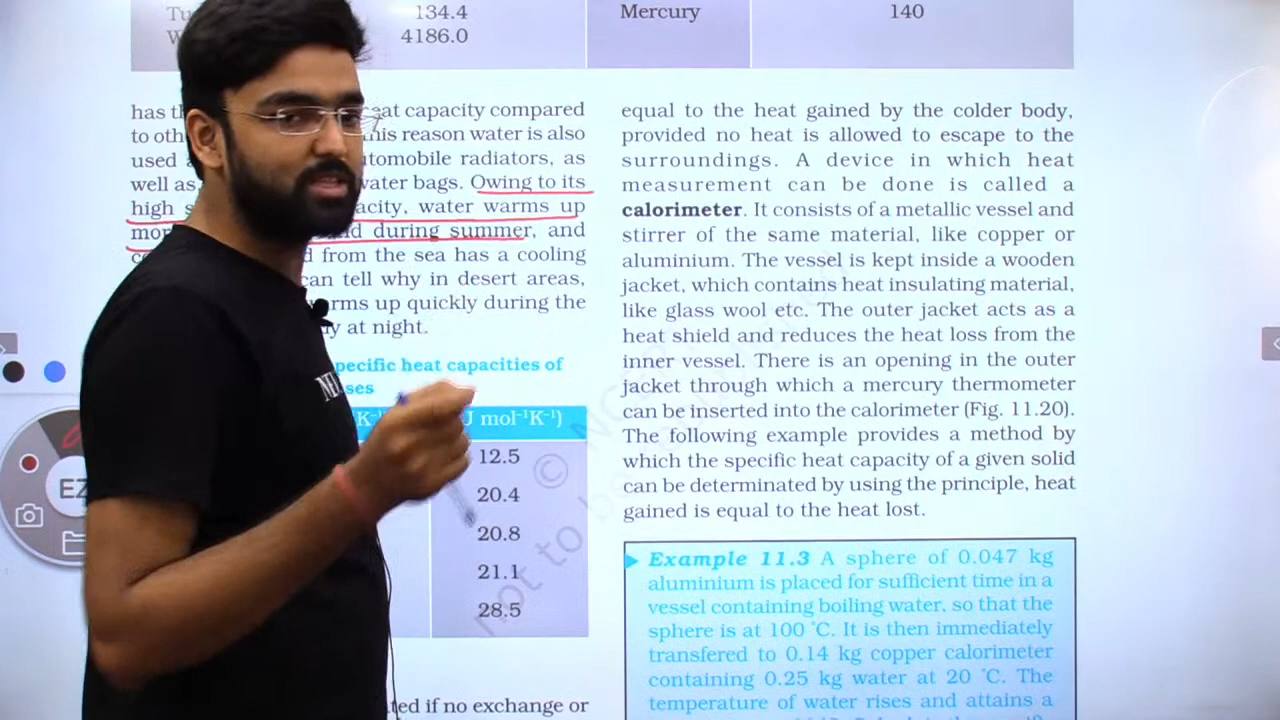 134.4
4186.0
Mercury 140
has th eat capacity compared
to oth his reason water is also
used utomobile radiators, as
well as water bags. Owing to its
high s acity, water warms up
mor during summer, and
d from the sea has a cooling
can tell why in desert areas,
arms up quickly during the
y at night.
pecific heat capacities of
ses
K⁻¹ J mol⁻¹K⁻¹)
12.5
20.4
20.8
21.1
28.5
ted if no exchange or
equal to the heat gained by the colder body,
provided no heat is allowed to escape to the
surroundings. A device in which heat
measurement can be done is called a
calorimeter. It consists of a metallic vessel and
stirrer of the same material, like copper or
aluminium. The vessel is kept inside a wooden
jacket, which contains heat insulating material,
like glass wool etc. The outer jacket acts as a
heat shield and reduces the heat loss from the
inner vessel. There is an opening in the outer
jacket through which a mercury thermometer
can be inserted into the calorimeter (Fig. 11.20).
The following example provides a method by
which the specific heat capacity of a given solid
can be determined by using the principle, heat
gained is equal to the heat lost.
Example 11.3 A sphere of 0.047 kg
aluminium is placed for sufficient time in a
vessel containing boiling water, so that the
sphere is at 100 °C. It is then immediately
transfered to 0.14 kg copper calorimeter
containing 0.25 kg water at 20 °C. The
temperature of water rises and attains a
EZ
not to b